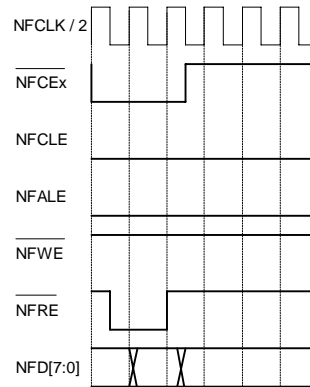 NFCLK / 2
NFCEx
NFCLE
NFALE
NFWE
NFRE
NFD[7:0]